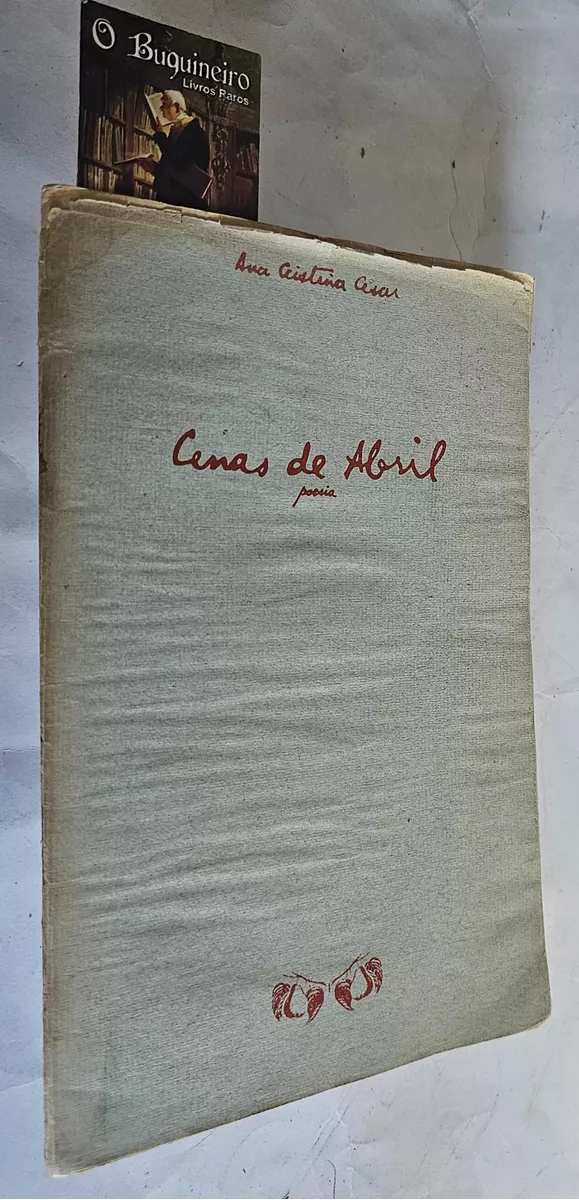 O Buquineiro
Livros Raros
Ana Cristina Cesar
Cenas de Abril
poesia